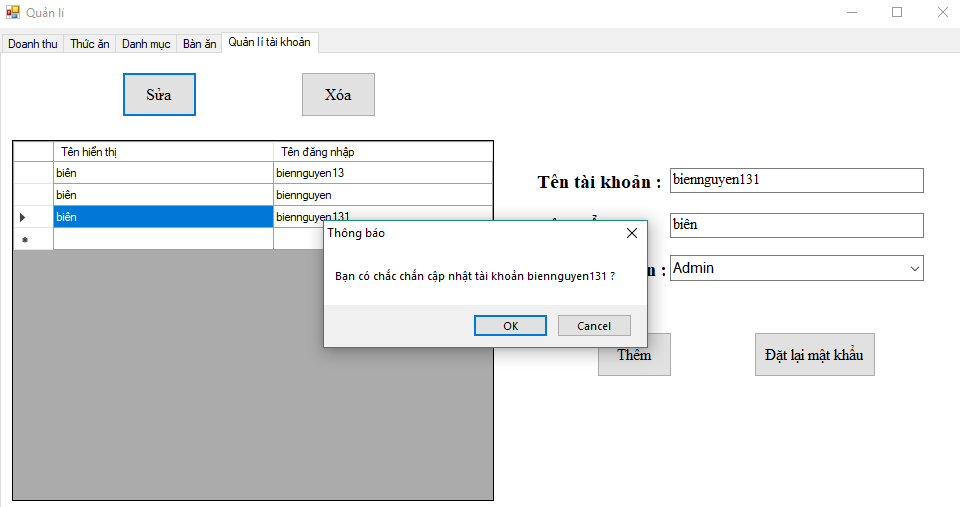 Quản lí
Doanh thu Thức ăn Danh mục Bàn ăn Quản lí tài khoản
Sửa Xóa
Tên hiển thị Tên đăng nhập
biên biennguyen13
biên biennguyen
biên biennguyen131
Tên tài khoản : biennguyen131
biên
: Admin
Thông báo
Bạn có chắc chắn cập nhật tài khoản biennguyen131 ?
OK Cancel
Thêm Đặt lại mật khẩu